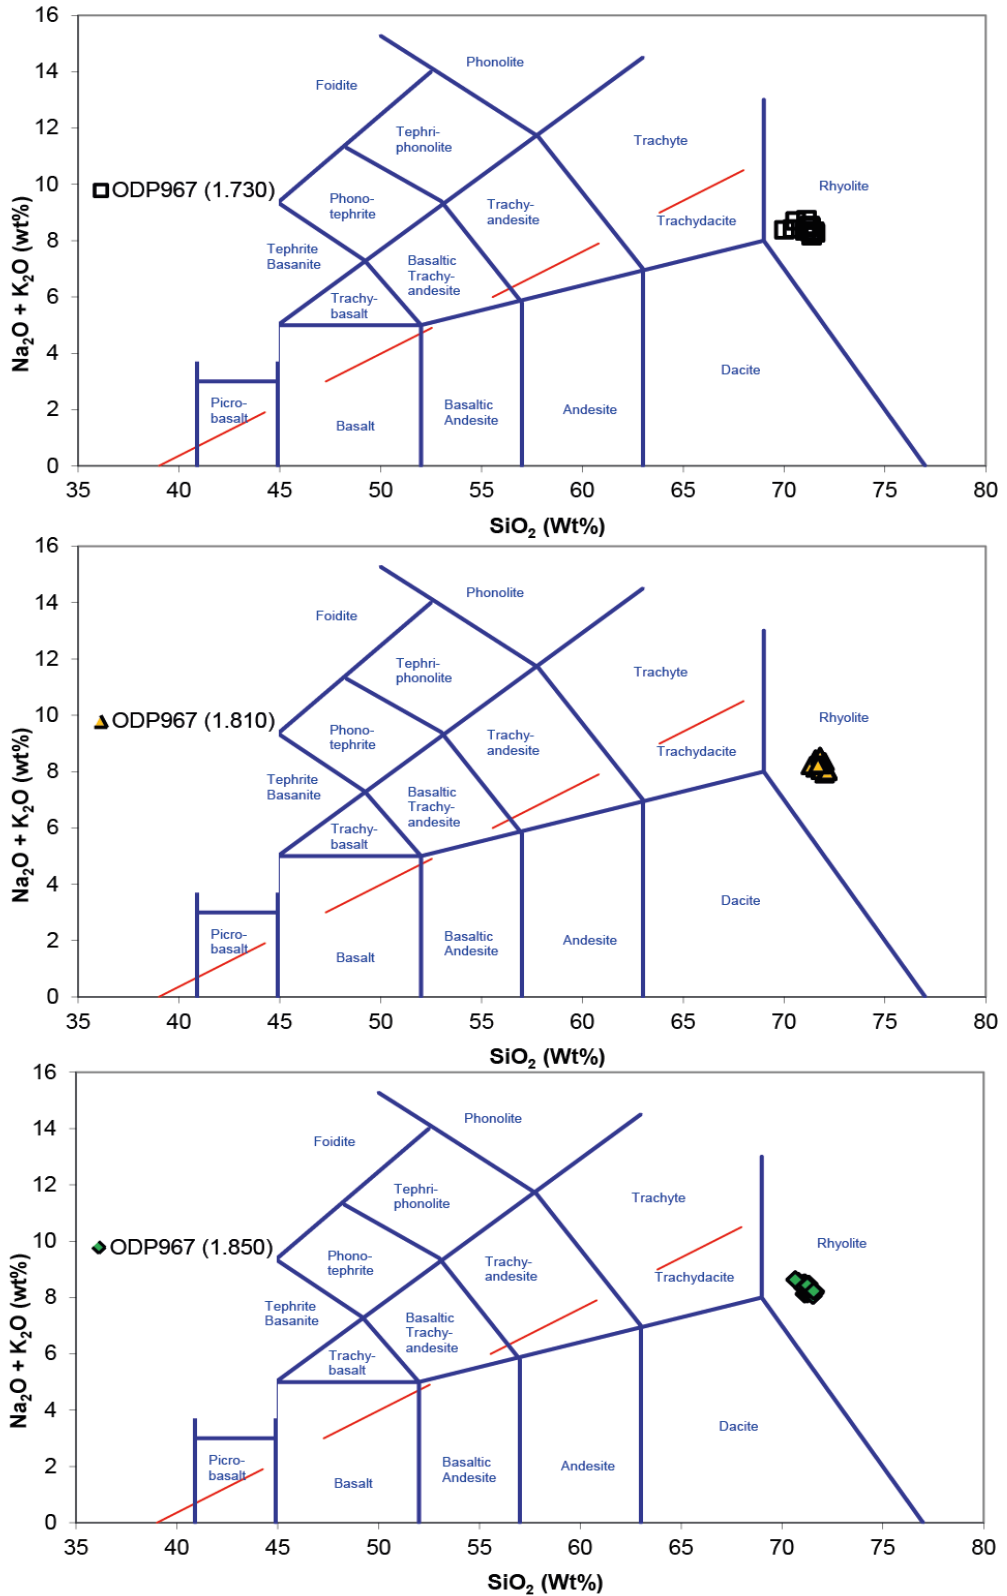 16
14
12
10
8
6
4
2
0
Na₂O + K₂O (wt%)
Phonolite
Foidite
Tephri-
phonolite
Trachyte
ODP967 (1.730)
Phono-
tephrite
Trachy-
andesite
Rhyolite
Trachydacite
Tephrite
Basanite
Basaltic
Trachy-
andesite
Trachy-
basalt
Dacite
Picro-
basalt
Basalt
Basaltic
Andesite
Andesite
35 40 45 50 55 60 65 70 75 80
SiO₂ (Wt%)
16
14
12
10
8
6
4
2
0
Na₂O + K₂O (wt%)
Phonolite
Foidite
Tephri-
phonolite
Trachyte
ODP967 (1.810)
Phono-
tephrite
Trachy-
andesite
Rhyolite
Trachydacite
Tephrite
Basanite
Basaltic
Trachy-
andesite
Trachy-
basalt
Dacite
Picro-
basalt
Basalt
Basaltic
Andesite
Andesite
35 40 45 50 55 60 65 70 75 80
SiO₂ (Wt%)
16
14
12
10
8
6
4
2
0
Na₂O + K₂O (wt%)
Phonolite
Foidite
Tephri-
phonolite
Trachyte
ODP967 (1.850)
Phono-
tephrite
Trachy-
andesite
Rhyolite
Trachydacite
Tephrite
Basanite
Basaltic
Trachy-
andesite
Trachy-
basalt
Dacite
Picro-
basalt
Basalt
Basaltic
Andesite
Andesite
35 40 45 50 55 60 65 70 75 80
SiO₂ (Wt%)